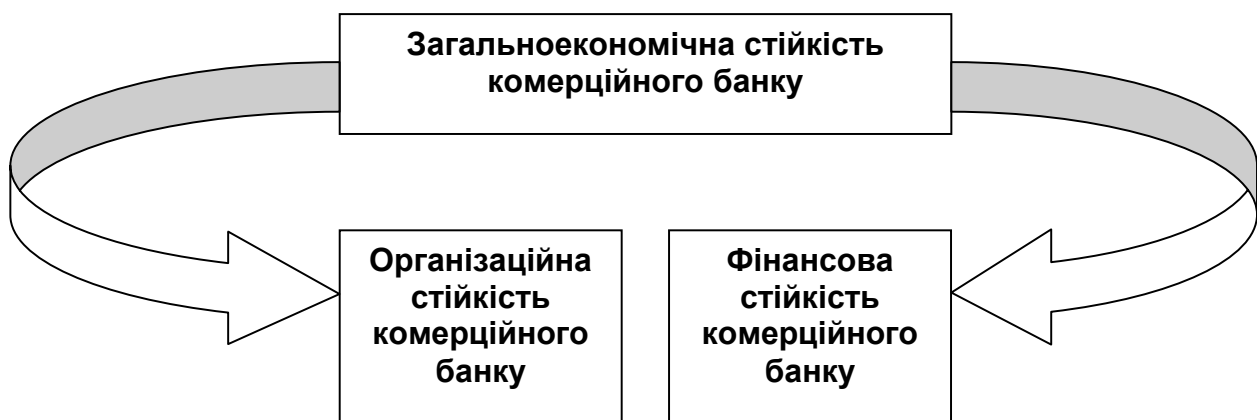 Загальноекономічна стійкість
комерційного банку
Організаційна
стійкість
комерційного
банку
Фінансова
стійкість
комерційного
банку